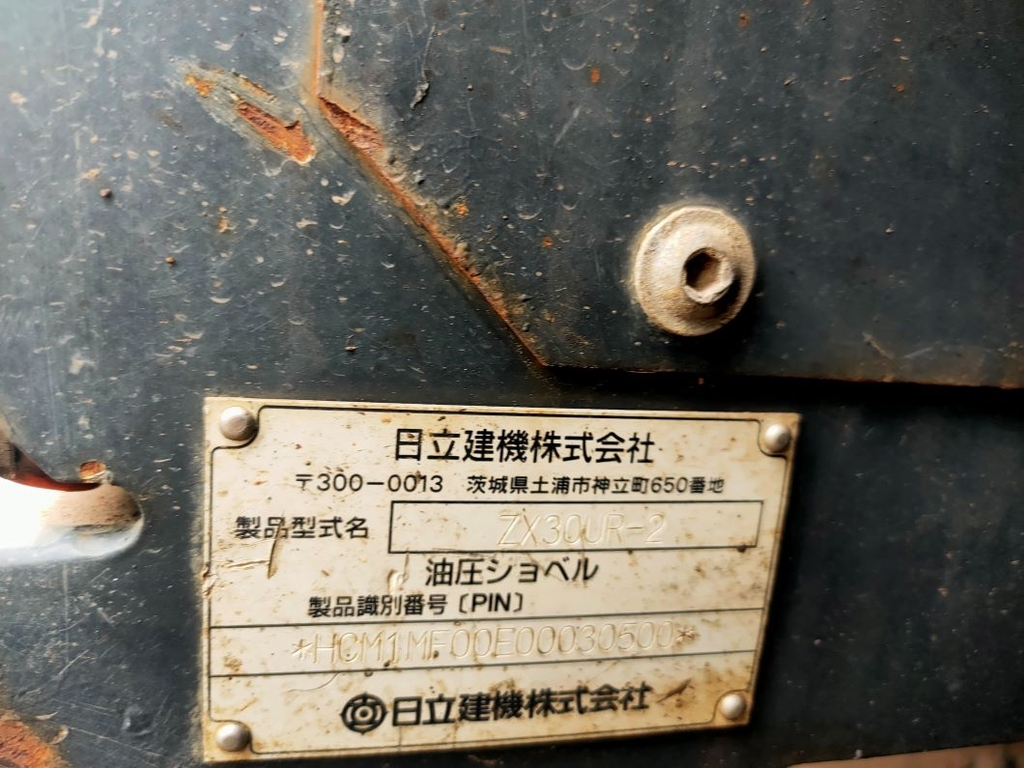 日立建機株式会社
〒300-0013 茨城県土浦市神立町650番地
製品型式名 ZX30UR-2
油圧ショベル
製品識別番号〔PIN〕
*HCM1MF00E00030500*
日立建機株式会社